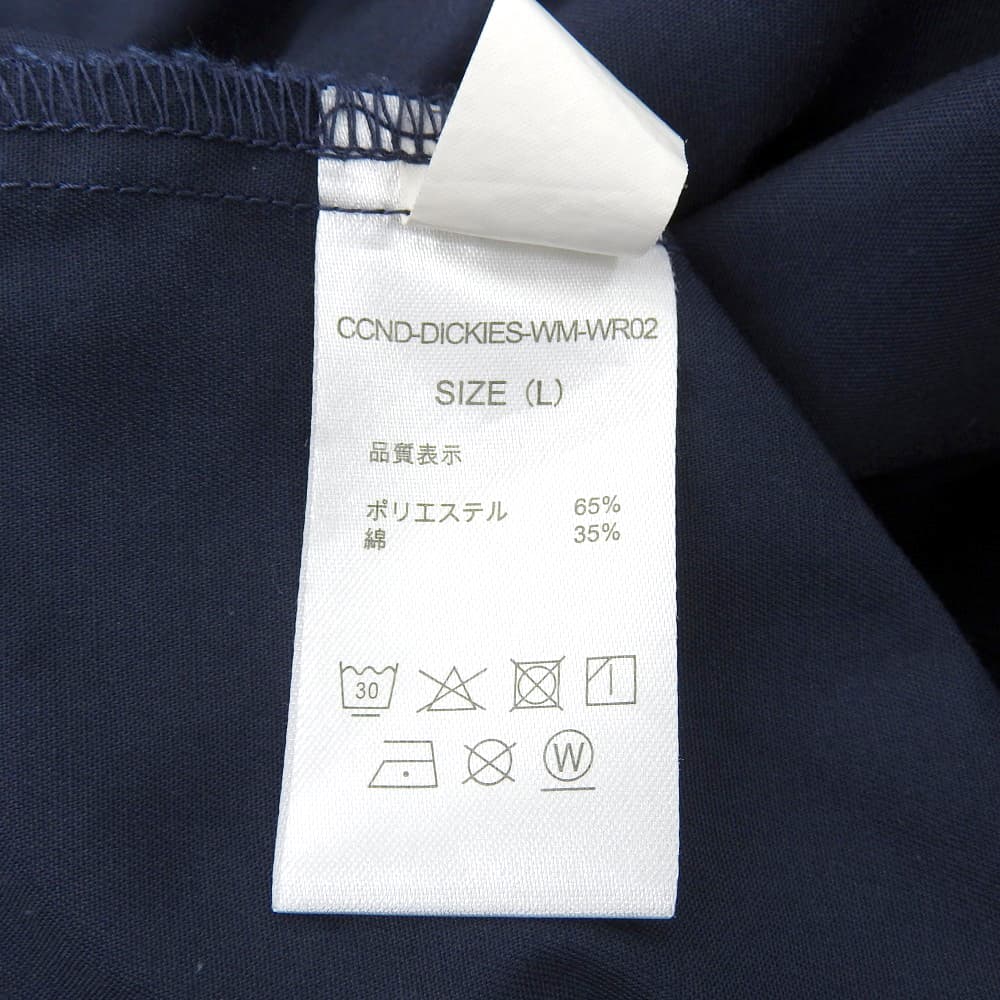 CCND-DICKIES-WM-WR02
SIZE (L)
品質表示
ポリエステル 65%
綿 35%
30
W